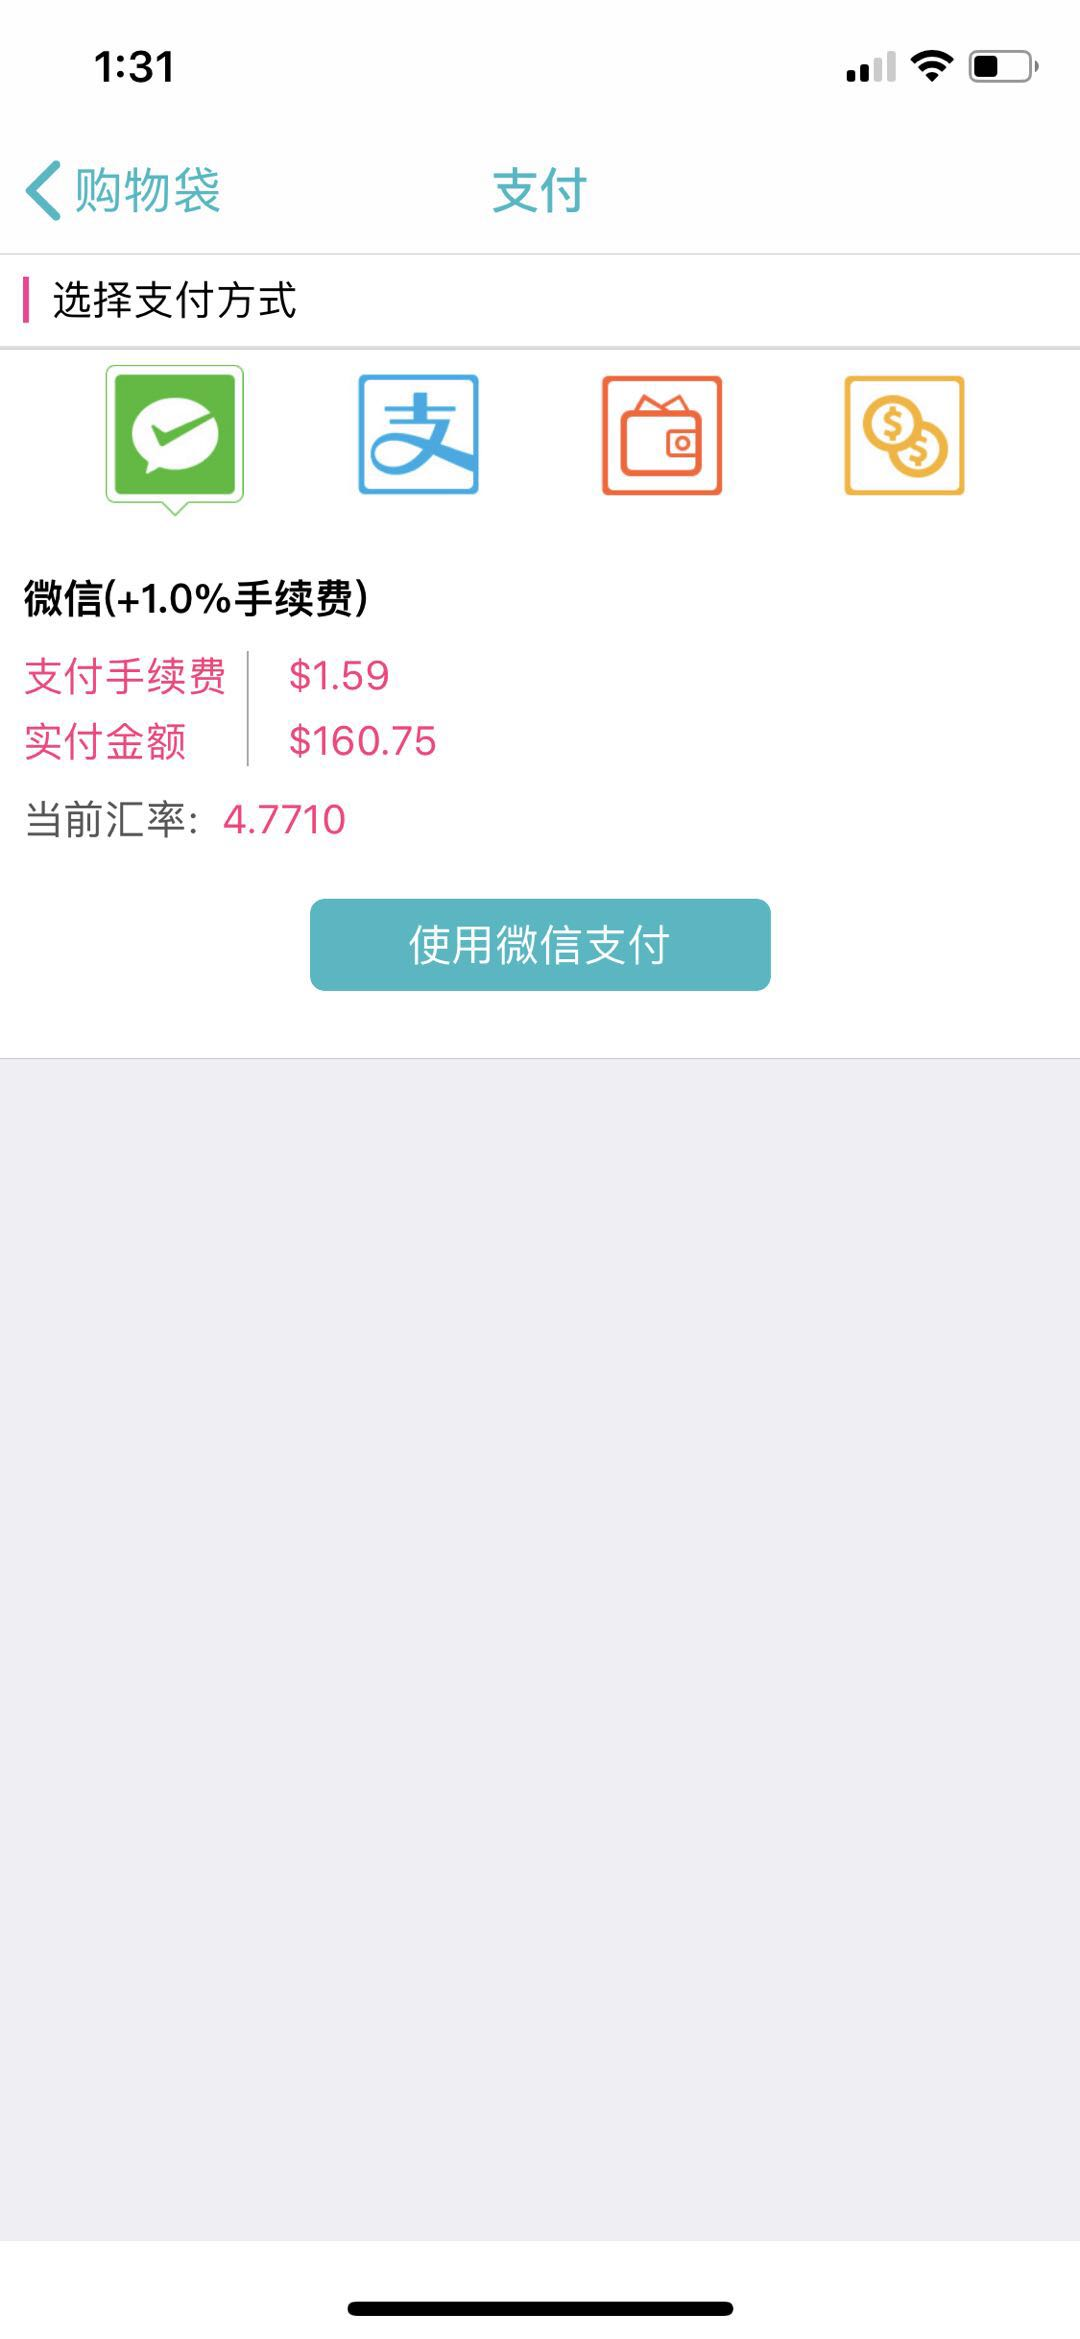 1:31
购物袋
支付
选择支付方式
支
$
$
微信(+1.0%手续费)
支付手续费 $1.59
实付金额 $160.75
当前汇率: 4.7710
使用微信支付